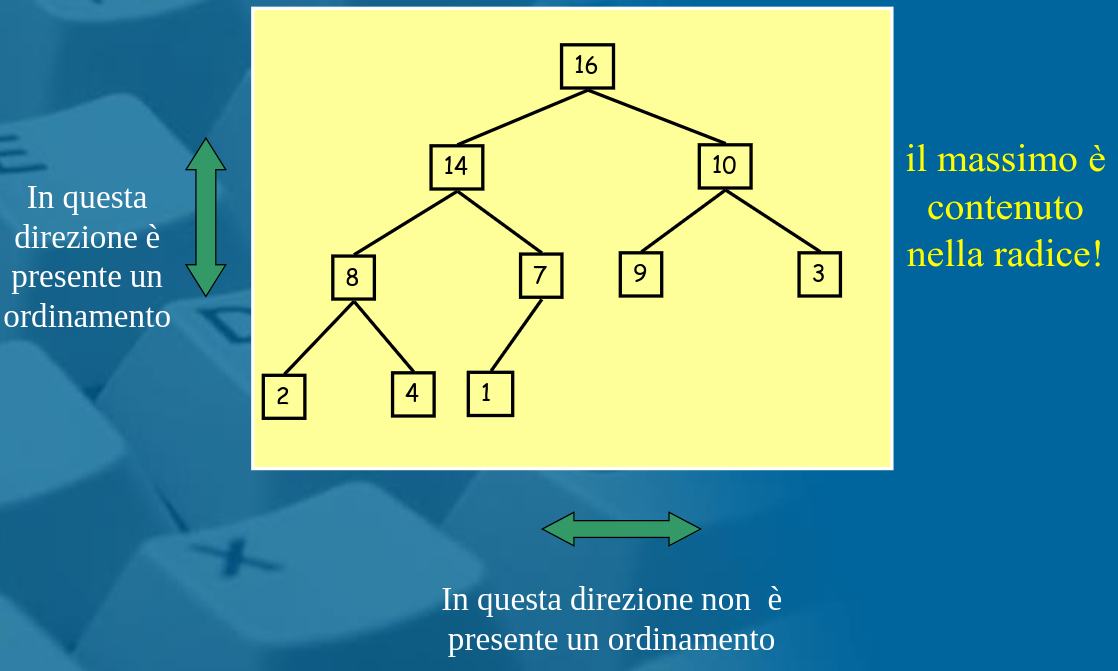 16
14
10
8
7
9
3
2
4
1
In questa
direzione è
presente un
ordinamento
il massimo è
contenuto
nella radice!
In questa direzione non è
presente un ordinamento
E
D
X